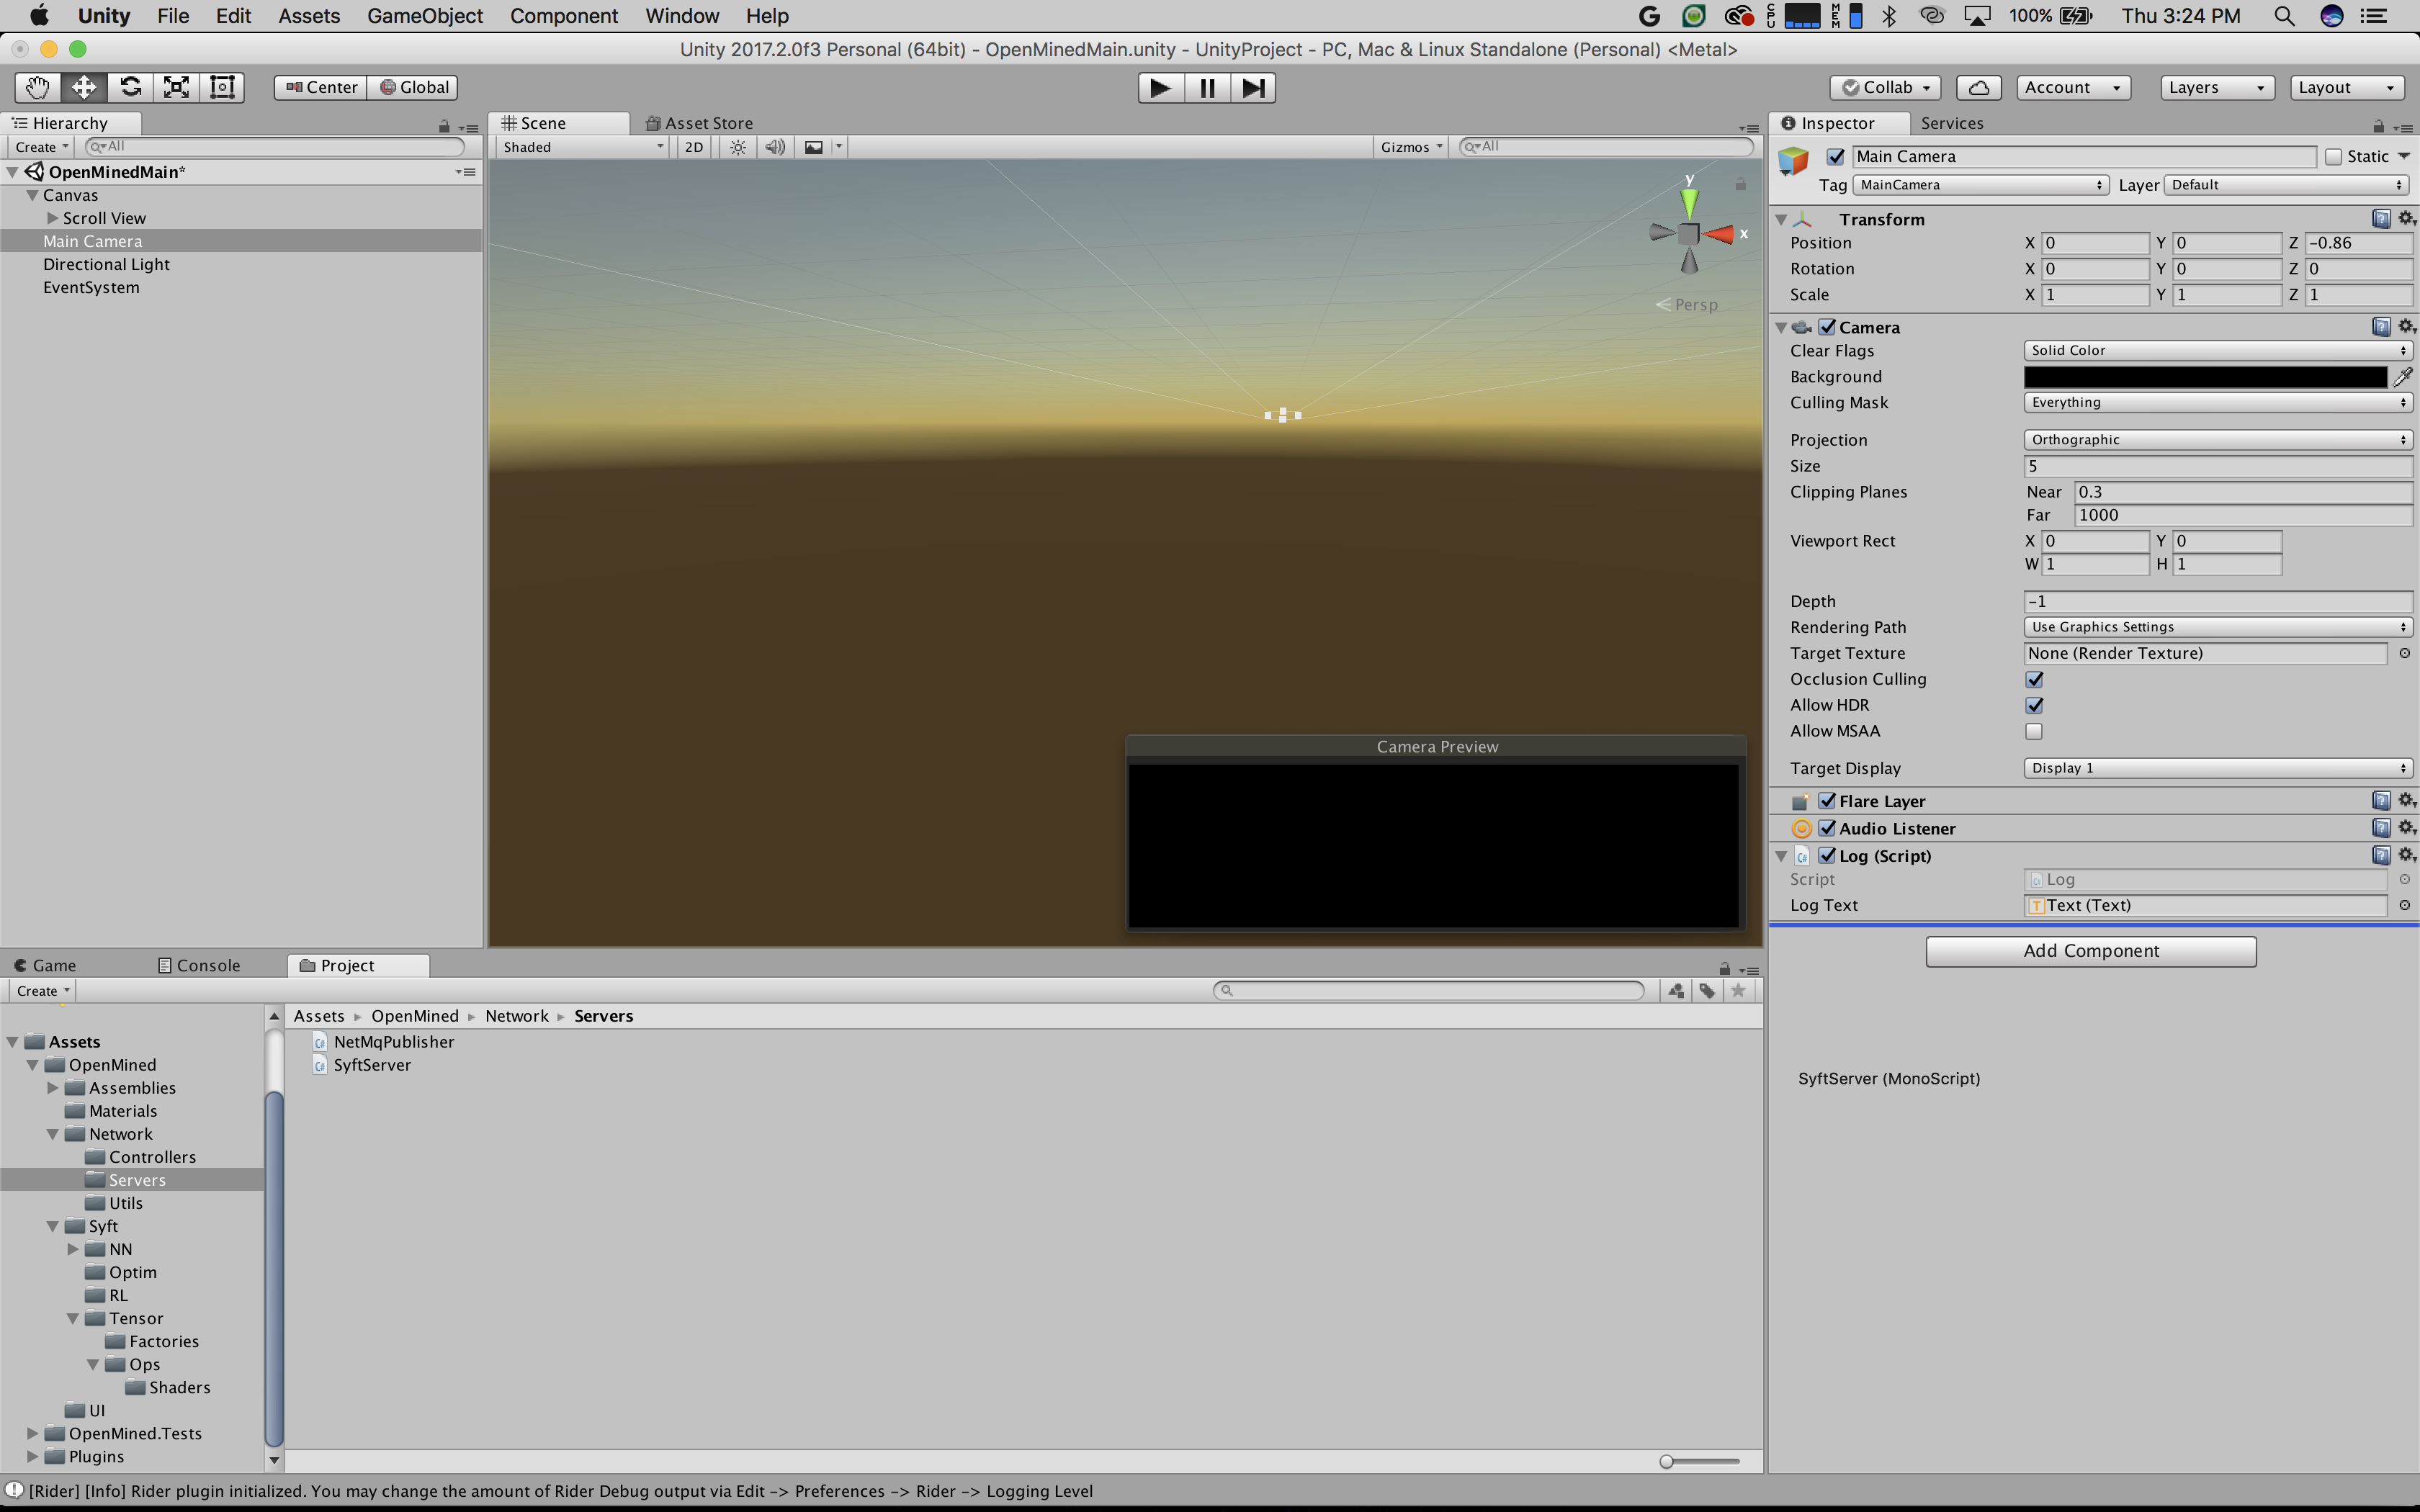 Unity File Edit Assets GameObject Component Window Help CPU MEM 100% Thu 3:24 PM
Unity 2017.2.0f3 Personal (64bit) - OpenMinedMain.unity - UnityProject - PC, Mac & Linux Standalone (Personal) <Metal>
Center Global Collab Account Layers Layout
Hierarchy
Create All
OpenMinedMain*
Canvas
Scroll View
Main Camera
Directional Light
EventSystem
Scene Asset Store
Shaded 2D Gizmos All
y
x
Persp
Camera Preview
Inspector Services
Main Camera Static
Tag MainCamera Layer Default
Transform
Position X 0 Y 0 Z -0.86
Rotation X 0 Y 0 Z 0
Scale X 1 Y 1 Z 1
Camera
Clear Flags Solid Color
Background
Culling Mask Everything
Projection Orthographic
Size 5
Clipping Planes Near 0.3
Far 1000
Viewport Rect X 0 Y 0
W 1 H 1
Depth -1
Rendering Path Use Graphics Settings
Target Texture None (Render Texture)
Occlusion Culling
Allow HDR
Allow MSAA
Target Display Display 1
Flare Layer
Audio Listener
C# Log (Script)
Script Log
Log Text T Text (Text)
Add Component
SyftServer (MonoScript)
Game Console Project
Create
Assets
OpenMined
Assemblies
Materials
Network
Controllers
Servers
Utils
Syft
NN
Optim
RL
Tensor
Factories
Ops
Shaders
UI
OpenMined.Tests
Plugins
Assets OpenMined Network Servers
C# NetMqPublisher
C# SyftServer
[Rider] [Info] Rider plugin initialized. You may change the amount of Rider Debug output via Edit -> Preferences -> Rider -> Logging Level